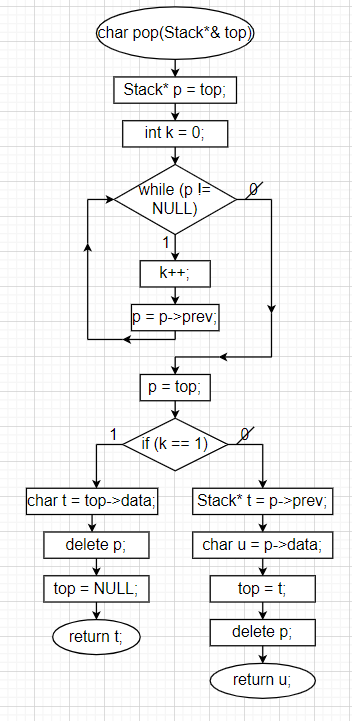 char pop(Stack*& top)
Stack* p = top;
int k = 0;
while (p !=
NULL)
0
1
k++;
p = p->prev;
p = top;
1
if (k == 1)
0
char t = top->data;
Stack* t = p->prev;
delete p;
char u = p->data;
top = NULL;
top = t;
return t;
delete p;
return u;